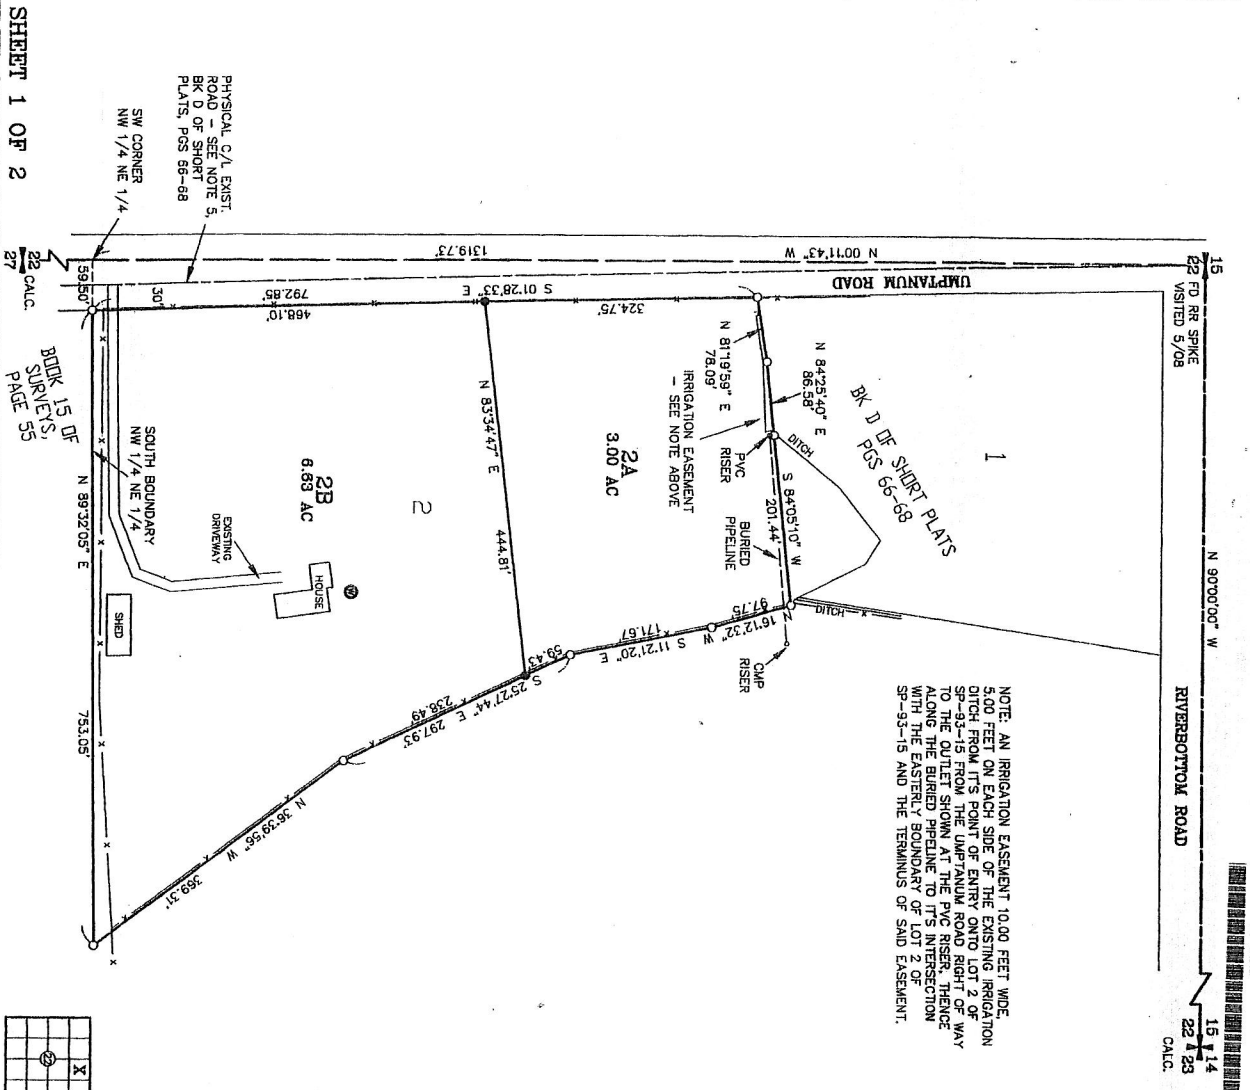 SHEET 1 OF 2
PHYSICAL C/L EXIST.
ROAD - SEE NOTE 5,
BK D OF SHORT
PLATS, PGS 66-68
SW CORNER
NW 1/4 NE 1/4
22
27
CALC.
59.50'
30'
1319.73'
N 00°11'43" W
UMPTANUM ROAD
792.85'
468.10'
S 01°28'33" E
324.75'
15
22
FD RR SPIKE
VISITED 5/08
N 90°00'00" W
RIVERBOTTOM ROAD
15 14
22 23
CALC.
1
BK D OF SHORT PLATS
PGS 66-68
N 84°25'40" E
86.58'
N 81°19'59" E
78.09'
IRRIGATION EASEMENT
- SEE NOTE ABOVE
DITCH
PVC
RISER
S 84°05'10" W
201.44'
BURIED
PIPELINE
DITCH
CMP
RISER
97.75'
N 16°12'32" W
171.67'
S 11°21'20" E
59.43'
S 25°27'44" E
297.93'
238.49'
N 36°39'56" W
369.31'
2A
3.00 AC
N 83°34'47" E
444.81'
2
2B
6.63 AC
EXISTING
DRIVEWAY
HOUSE
W
SHED
SOUTH BOUNDARY
NW 1/4 NE 1/4
N 89°32'05" E
753.05'
BOOK 15 OF
SURVEYS,
PAGE 55
NOTE: AN IRRIGATION EASEMENT 10.00 FEET WIDE,
5.00 FEET ON EACH SIDE OF THE EXISTING IRRIGATION
DITCH FROM IT'S POINT OF ENTRY ONTO LOT 2 OF
SP-93-15 FROM THE UMPTANUM ROAD RIGHT OF WAY
TO THE OUTLET SHOWN AT THE PVC RISER, THENCE
ALONG THE BURIED PIPELINE TO IT'S INTERSECTION
WITH THE EASTERLY BOUNDARY OF LOT 2 OF
SP-93-15 AND THE TERMINUS OF SAID EASEMENT.
X
22